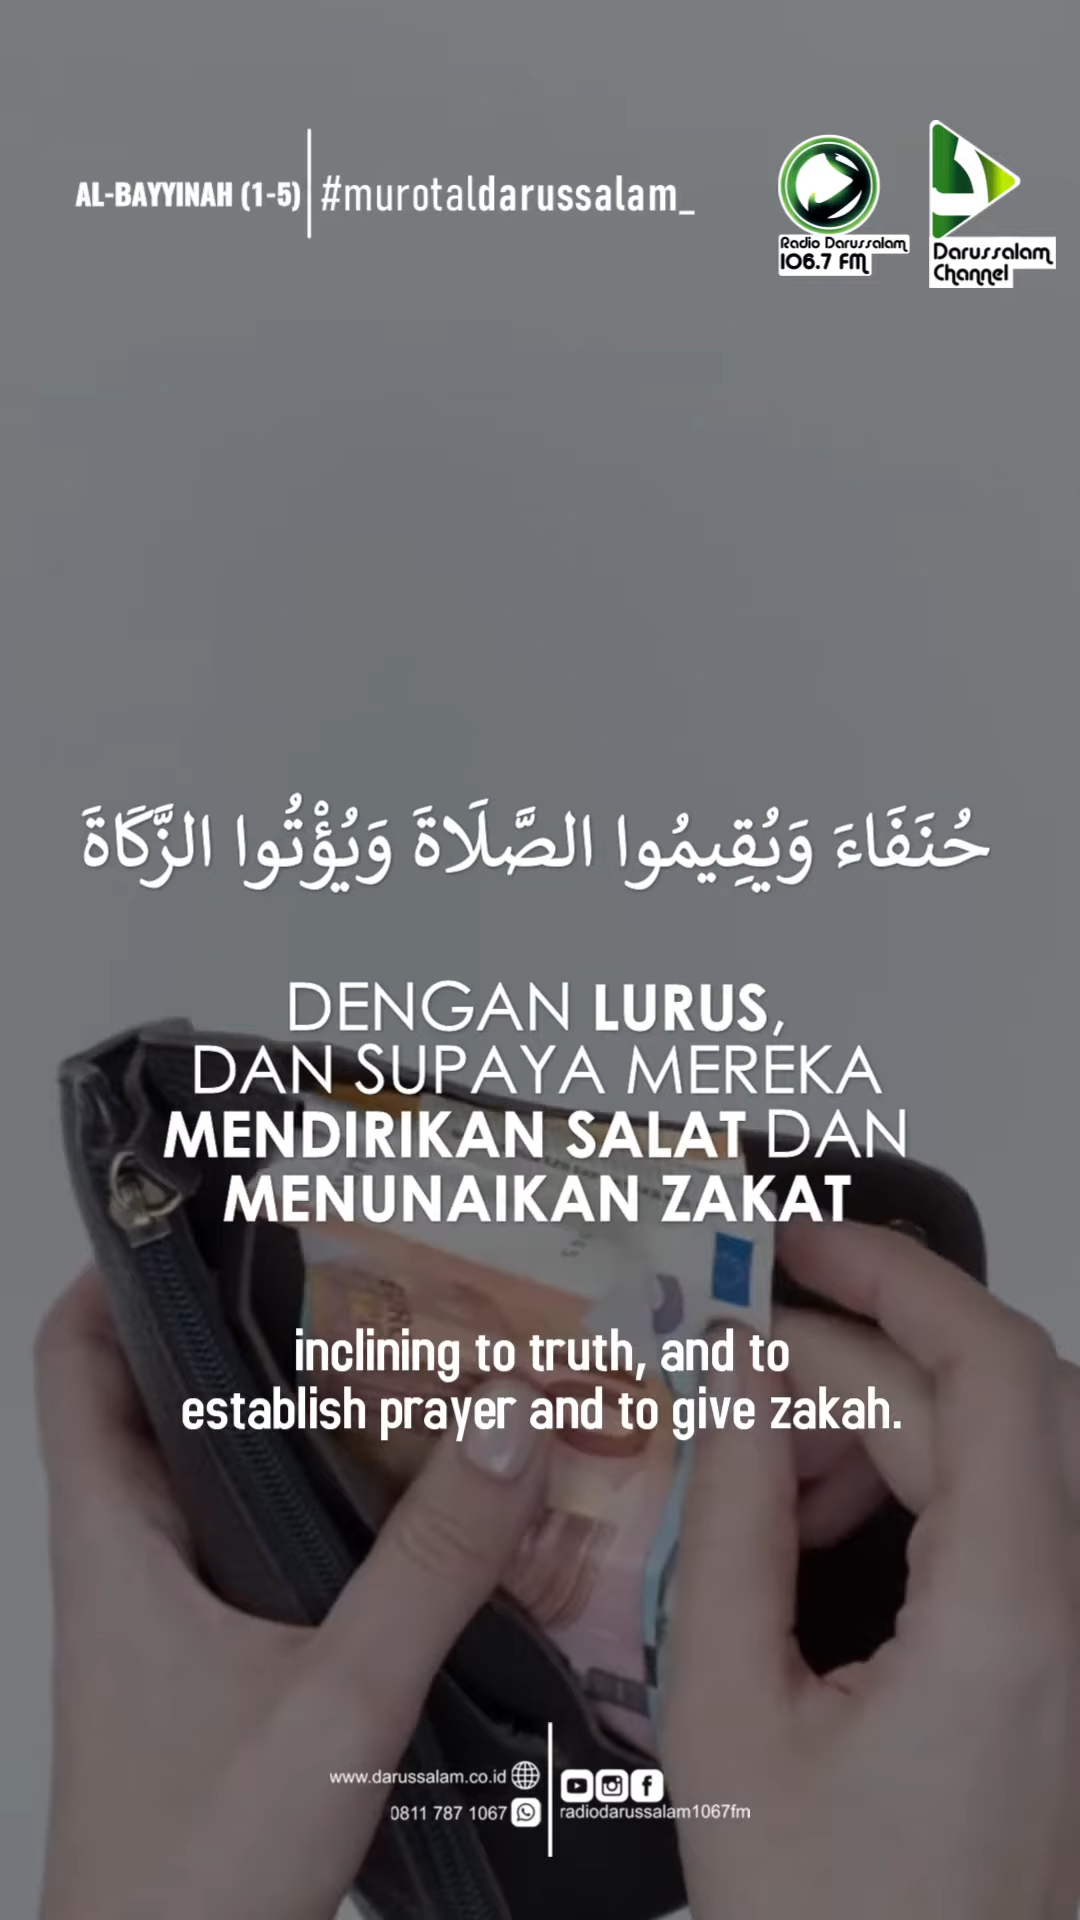 AL-BAYYINAH (1-5)
#murotaldarussalam_
Radio Darussalam
106.7 FM
Darussalam
Channel
حُنَفَاءَ وَيُقِيمُوا الصَّلَاةَ وَيُؤْتُوا الزَّكَاةَ
DENGAN LURUS,
DAN SUPAYA MEREKA
MENDIRIKAN SALAT DAN
MENUNAIKAN ZAKAT
inclining to truth, and to
establish prayer and to give zakah.
www.darussalam.co.id
0811 787 1067
radiodarussalam1067fm